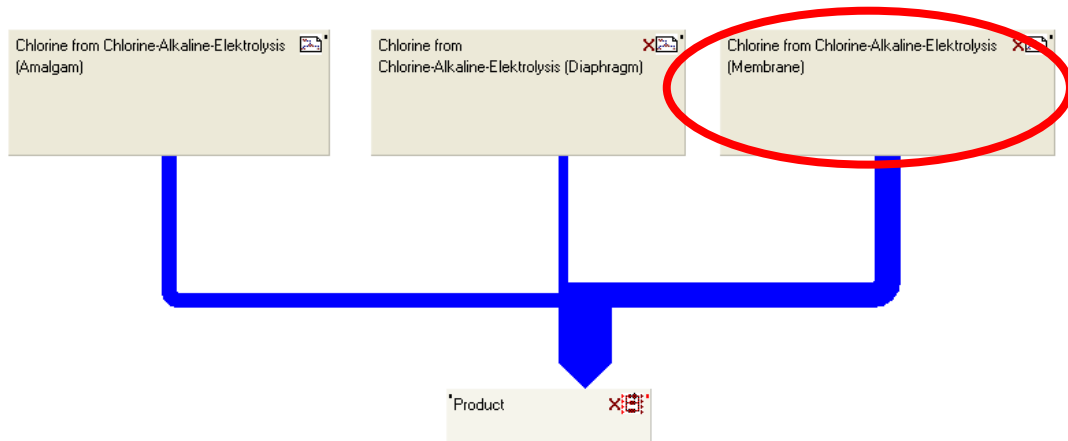 Chlorine from Chlorine-Alkaline-Elektrolysis
(Amalgam)
Chlorine from
Chlorine-Alkaline-Elektrolysis (Diaphragm)
Chlorine from Chlorine-Alkaline-Elektrolysis
(Membrane)
Product